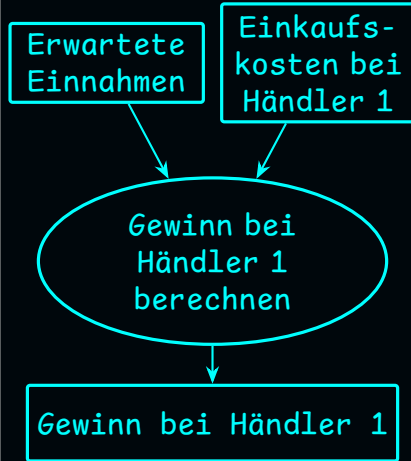 Erwartete
Einnahmen
Einkaufs-
kosten bei
Händler 1
Gewinn bei
Händler 1
berechnen
Gewinn bei Händler 1